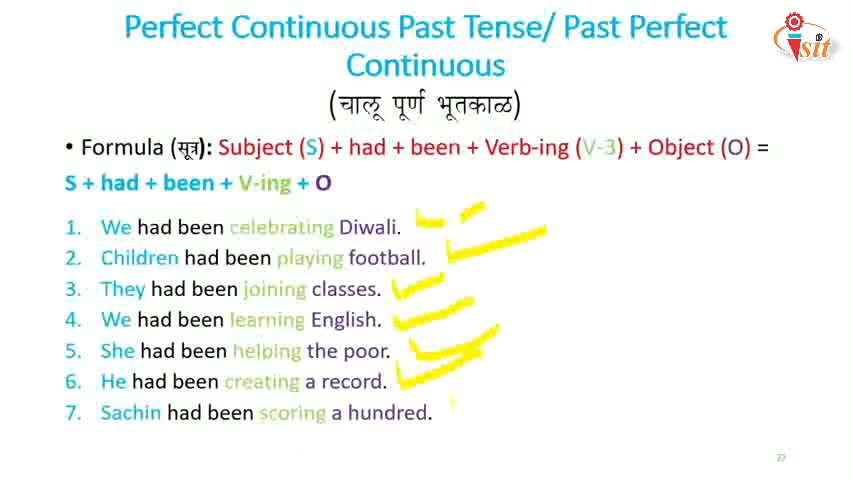 Perfect Continuous Past Tense/ Past Perfect
Continuous
(चालू पूर्ण भूतकाळ)
• Formula (सूत्र): Subject (S) + had + been + Verb-ing (V-3) + Object (O) =
S + had + been + V-ing + O
1. We had been celebrating Diwali.
2. Children had been playing football.
3. They had been joining classes.
4. We had been learning English.
5. She had been helping the poor.
6. He had been creating a record.
7. Sachin had been scoring a hundred.
isit